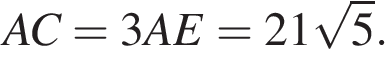 AC = 3AE = 21√5.